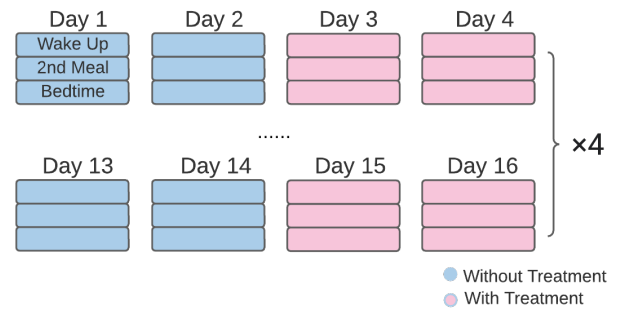 Day 1 Day 2 Day 3 Day 4
Wake Up
2nd Meal
Bedtime
......
×4
Day 13 Day 14 Day 15 Day 16
Without Treatment
With Treatment